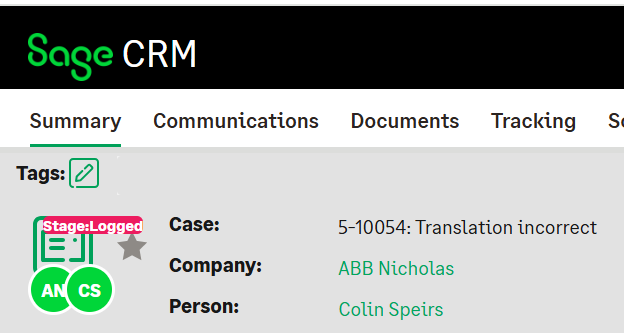 Sage CRM
Summary Communications Documents Tracking
Tags:
Stage:Logged
Case: 5-10054: Translation incorrect
Company: ABB Nicholas
AN CS
Person: Colin Speirs